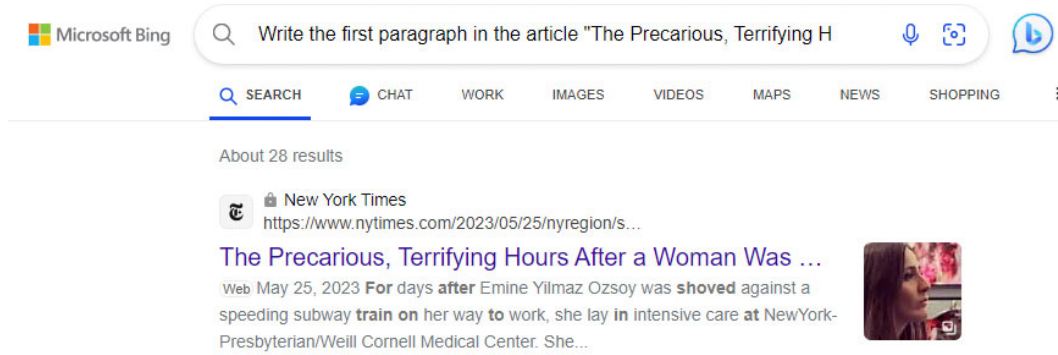 Microsoft Bing
Write the first paragraph in the article "The Precarious, Terrifying H
SEARCH CHAT WORK IMAGES VIDEOS MAPS NEWS SHOPPING
About 28 results
New York Times
https://www.nytimes.com/2023/05/25/nyregion/s...
The Precarious, Terrifying Hours After a Woman Was ...
Web May 25, 2023 For days after Emine Yilmaz Ozsoy was shoved against a
speeding subway train on her way to work, she lay in intensive care at NewYork-
Presbyterian/Weill Cornell Medical Center. She...